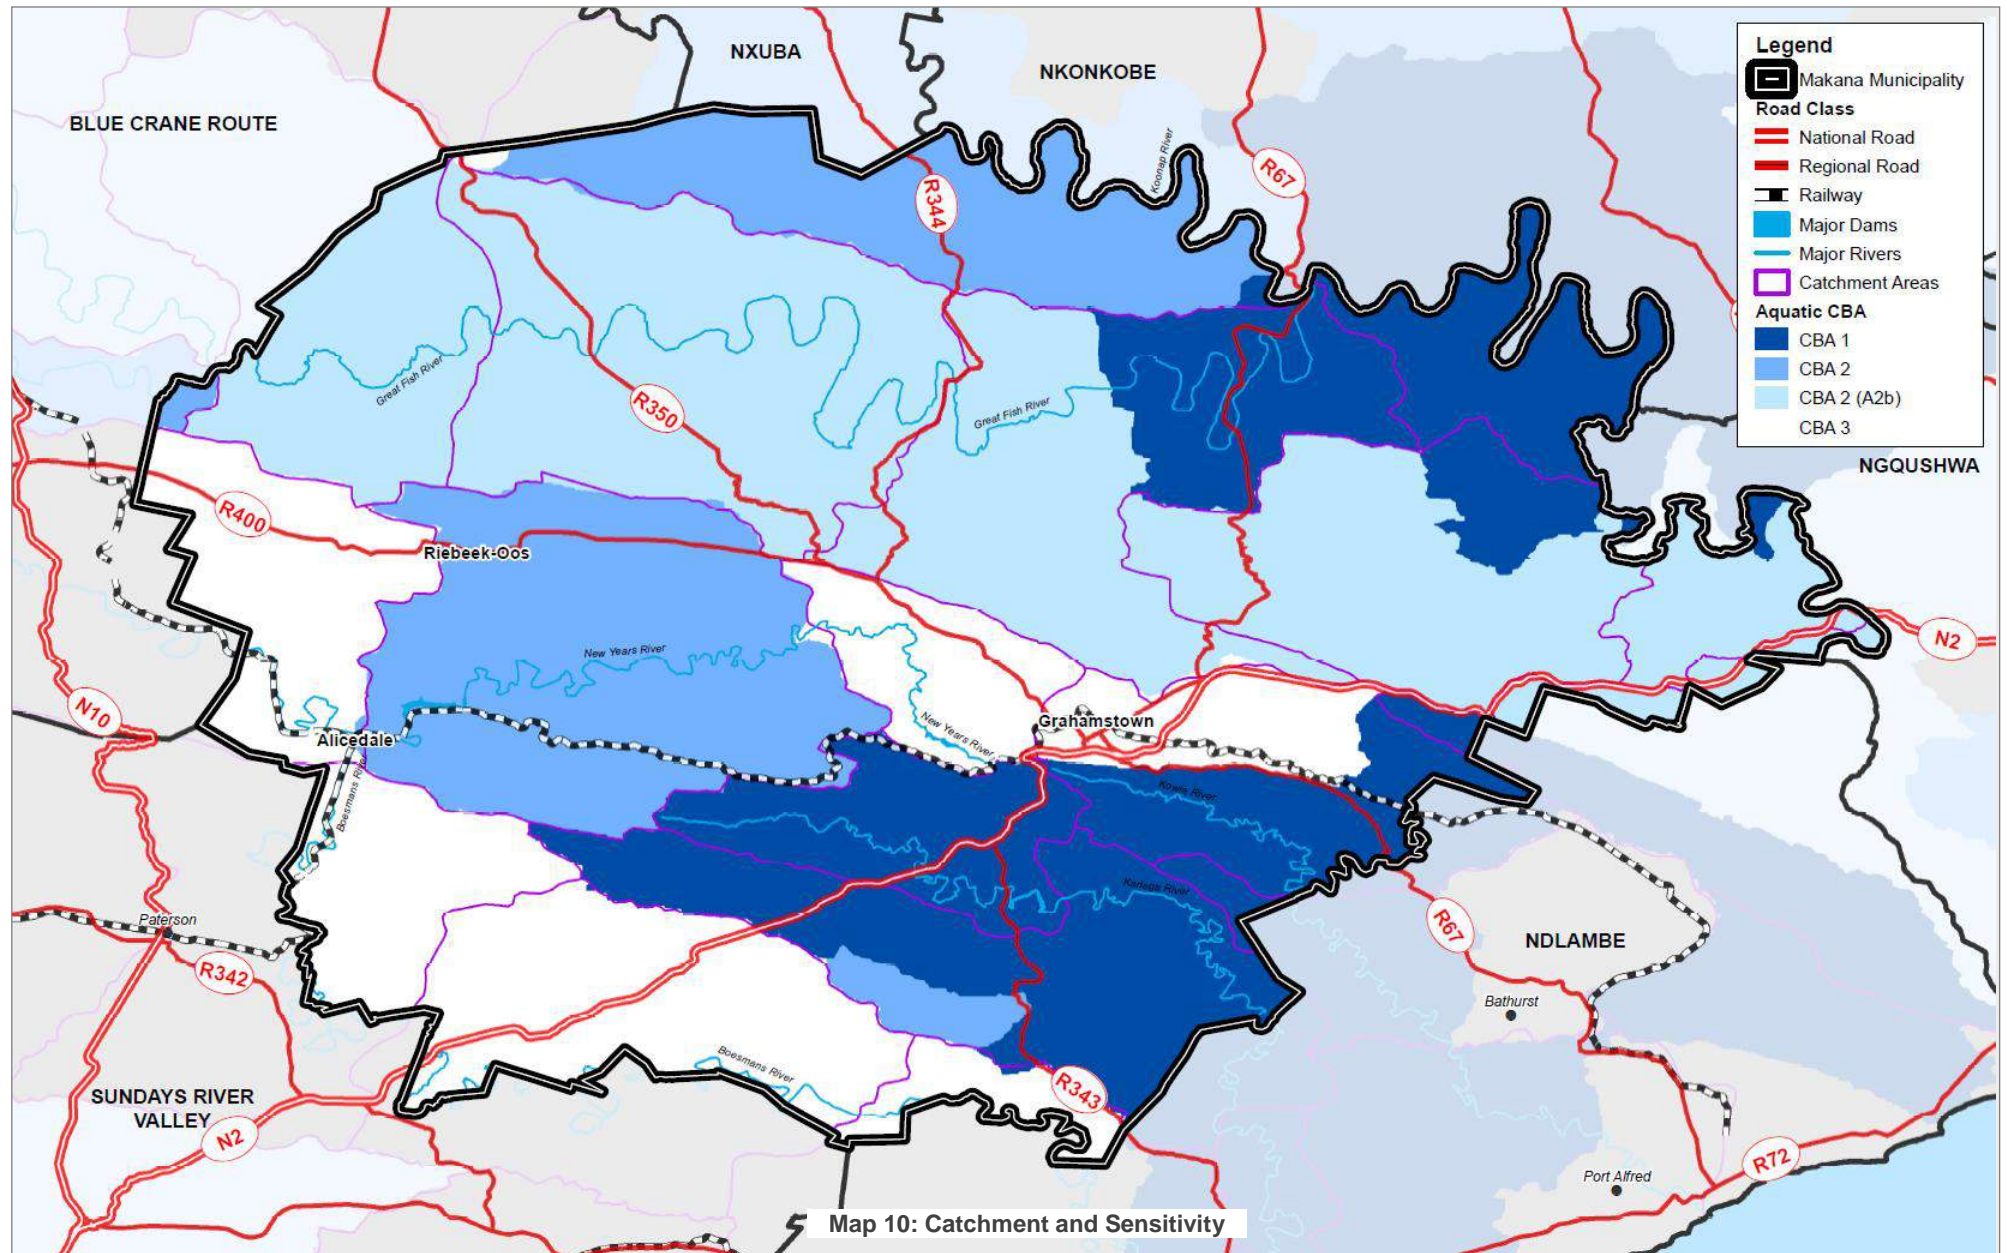 NXUBA
NKONKOBE
BLUE CRANE ROUTE
Koonap River
R67
R344
Legend
Makana Municipality
Road Class
National Road
Regional Road
Railway
Major Dams
Major Rivers
Catchment Areas
Aquatic CBA
CBA 1
CBA 2
CBA 2 (A2b)
CBA 3
Great Fish River
R350
Great Fish River
NGQUSHWA
R400
Riebeek-Oos
New Years River
N2
N10
Alicedale
Grahamstown
New Years River
Boesmans River
Kowie River
Kariega River
Paterson
R342
R67
NDLAMBE
Bathurst
Boesmans River
R343
SUNDAYS RIVER
VALLEY
N2
R72
Port Alfred
Map 10: Catchment and Sensitivity